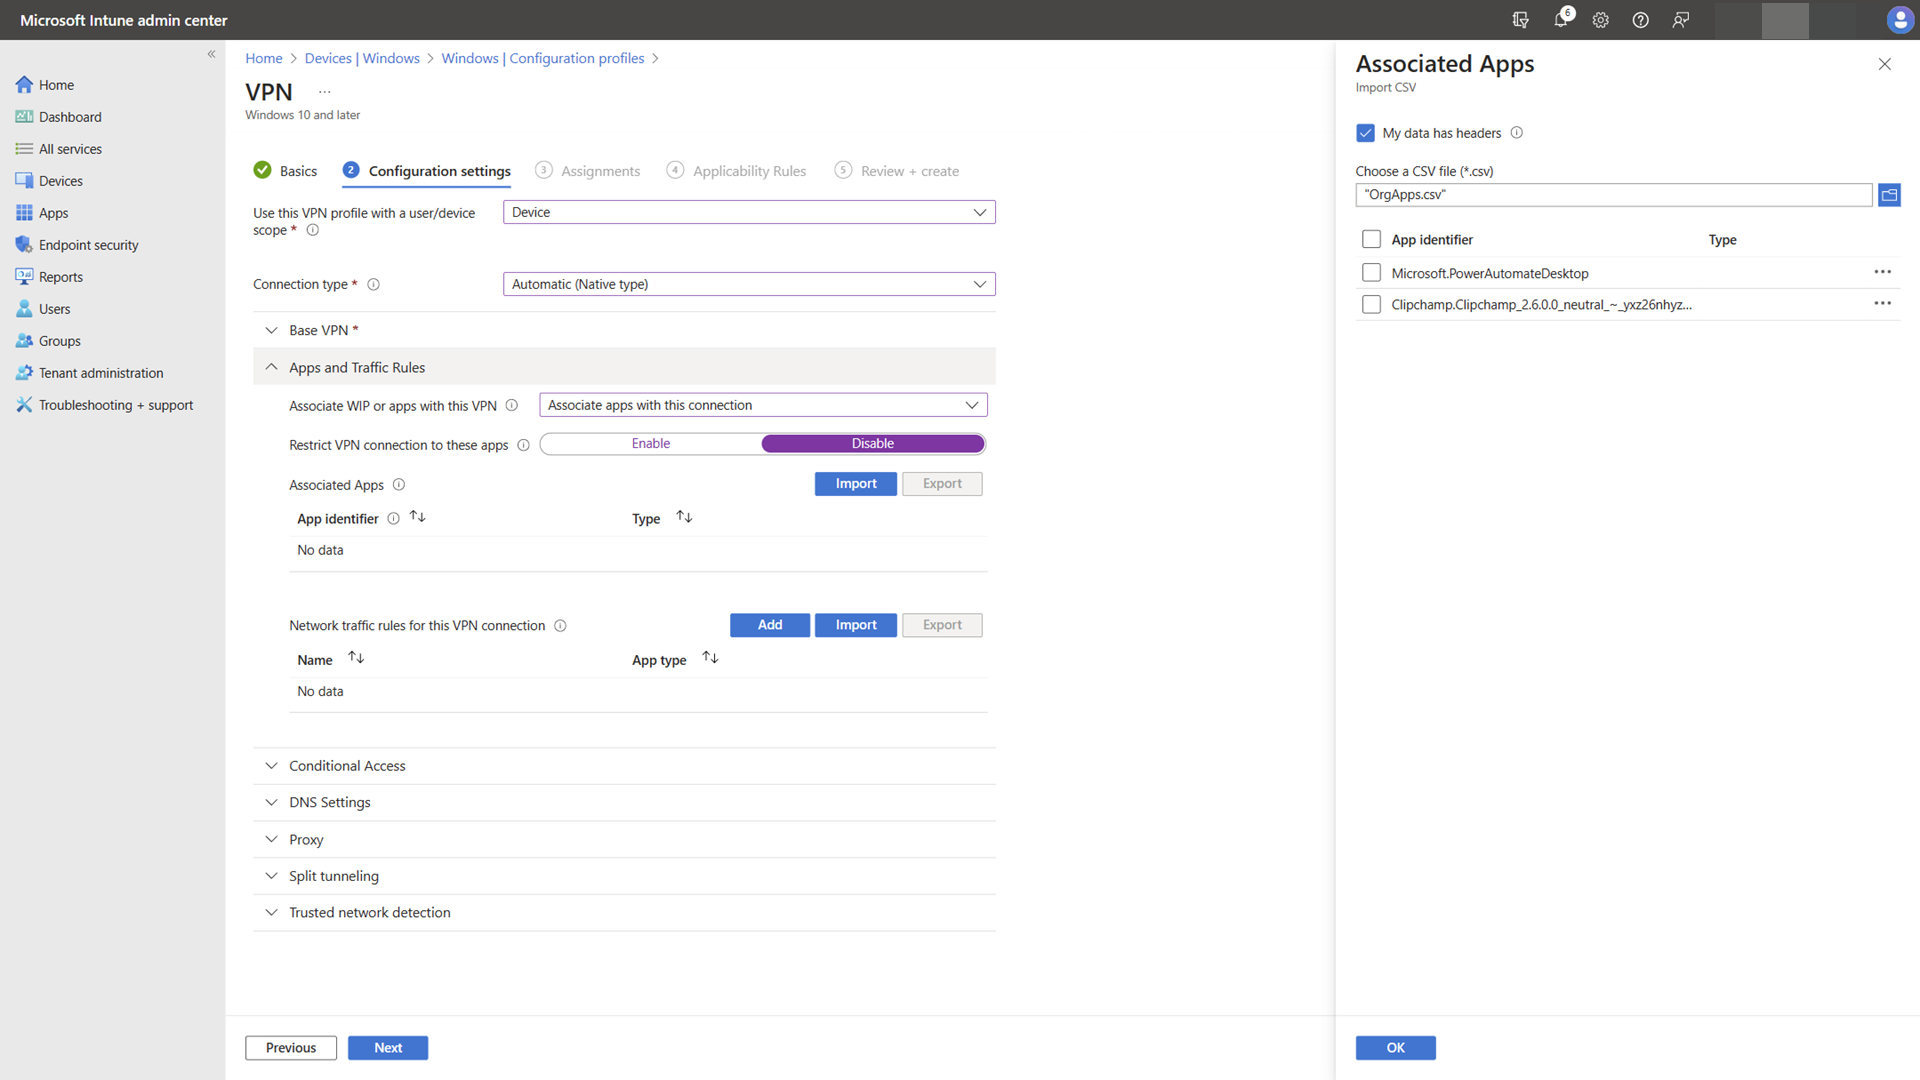 Microsoft Intune admin center
6
Home
Dashboard
All services
Devices
Apps
Endpoint security
Reports
Users
Groups
Tenant administration
Troubleshooting + support
Home > Devices | Windows > Windows | Configuration profiles >
VPN ...
Windows 10 and later
Basics 2 Configuration settings 3 Assignments 4 Applicability Rules 5 Review + create
Use this VPN profile with a user/device
scope *
Device
Connection type *
Automatic (Native type)
Base VPN *
Apps and Traffic Rules
Associate WIP or apps with this VPN
Associate apps with this connection
Restrict VPN connection to these apps
Enable Disable
Associated Apps
Import Export
App identifier Type
No data
Network traffic rules for this VPN connection
Add Import Export
Name App type
No data
Conditional Access
DNS Settings
Proxy
Split tunneling
Trusted network detection
Previous Next
Associated Apps
Import CSV
My data has headers
Choose a CSV file (*.csv)
"OrgApps.csv"
App identifier Type
Microsoft.PowerAutomateDesktop ...
Clipchamp.Clipchamp_2.6.0.0_neutral_~_yxz26nhyz... ...
OK